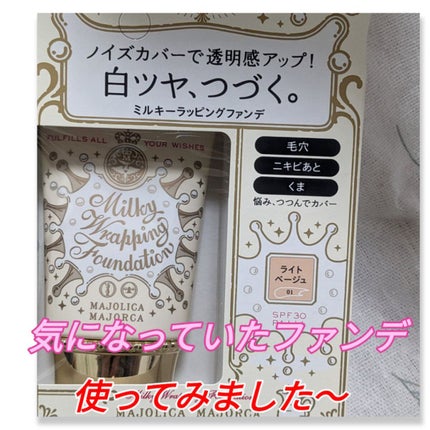 ノイズカバーで透明感アップ!
白ツヤ、つづく。
ミルキーラッピングファンデ
FULFILLS ALL YOUR WISHES
Milky
Wrapping
Foundation
MAJOLICA
MAJORCA
毛穴
ニキビあと
くま
悩み、つつんでカバー
ライト
ベージュ
01
SPF30
気になっていたファンデ
使ってみました〜
MAJOLICA MAJORCA